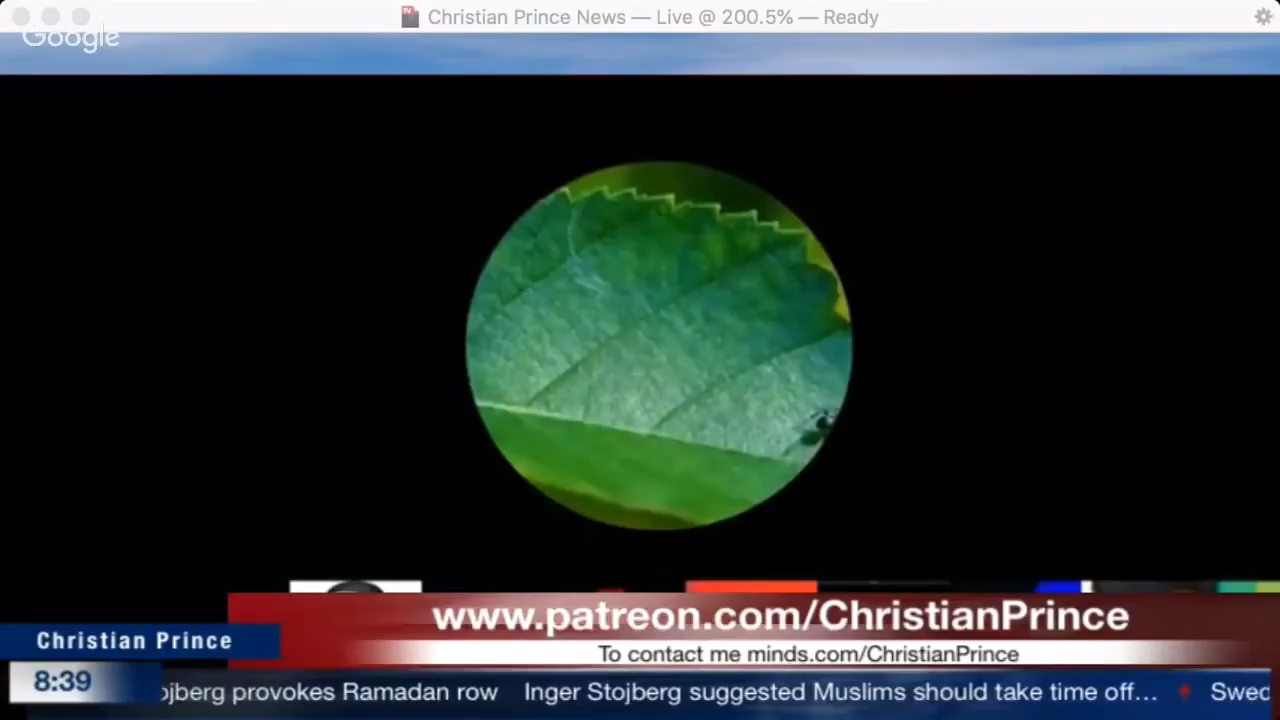 Christian Prince News — Live @ 200.5% — Ready
Google
www.patreon.com/ChristianPrince
Christian Prince
To contact me minds.com/ChristianPrince
8:39
ojberg provokes Ramadan row Inger Stojberg suggested Muslims should take time off... • Swed